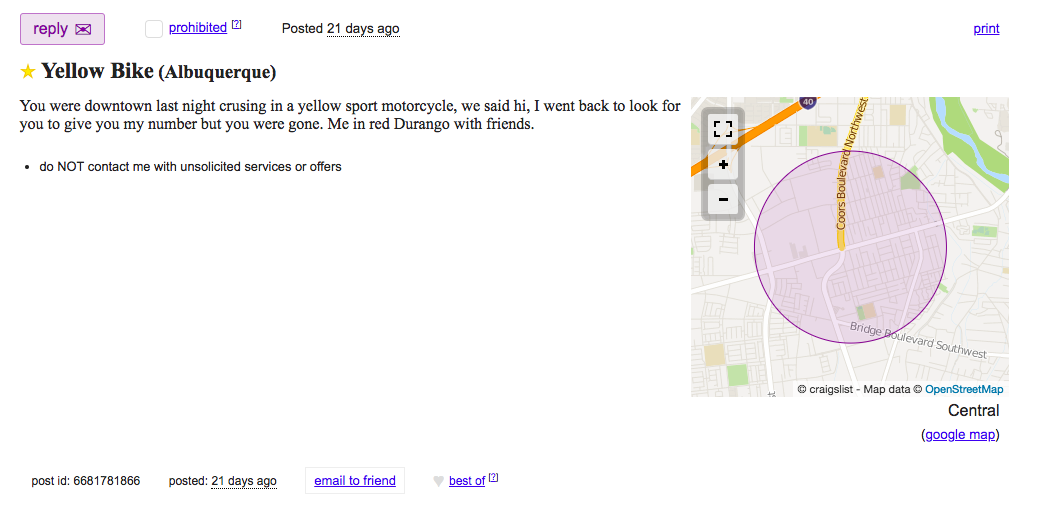 reply
prohibited [?]
Posted 21 days ago
print
Yellow Bike (Albuquerque)
You were downtown last night crusing in a yellow sport motorcycle, we said hi, I went back to look for
you to give you my number but you were gone. Me in red Durango with friends.
do NOT contact me with unsolicited services or offers
40
+
−
Coors Boulevard Northwest
Bridge Boulevard Southwest
© craigslist - Map data © OpenStreetMap
Central
(google map)
post id: 6681781866
posted: 21 days ago
email to friend
best of [?]